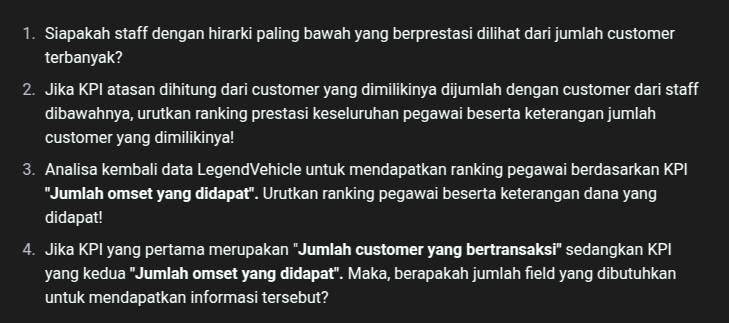 1. Siapakah staff dengan hirarki paling bawah yang berprestasi dilihat dari jumlah customer
terbanyak?
2. Jika KPI atasan dihitung dari customer yang dimilikinya dijumlah dengan customer dari staff
dibawahnya, urutkan ranking prestasi keseluruhan pegawai beserta keterangan jumlah
customer yang dimilikinya!
3. Analisa kembali data LegendVehicle untuk mendapatkan ranking pegawai berdasarkan KPI
"Jumlah omset yang didapat". Urutkan ranking pegawai beserta keterangan dana yang
didapat!
4. Jika KPI yang pertama merupakan "Jumlah customer yang bertransaksi" sedangkan KPI
yang kedua "Jumlah omset yang didapat". Maka, berapakah jumlah field yang dibutuhkan
untuk mendapatkan informasi tersebut?